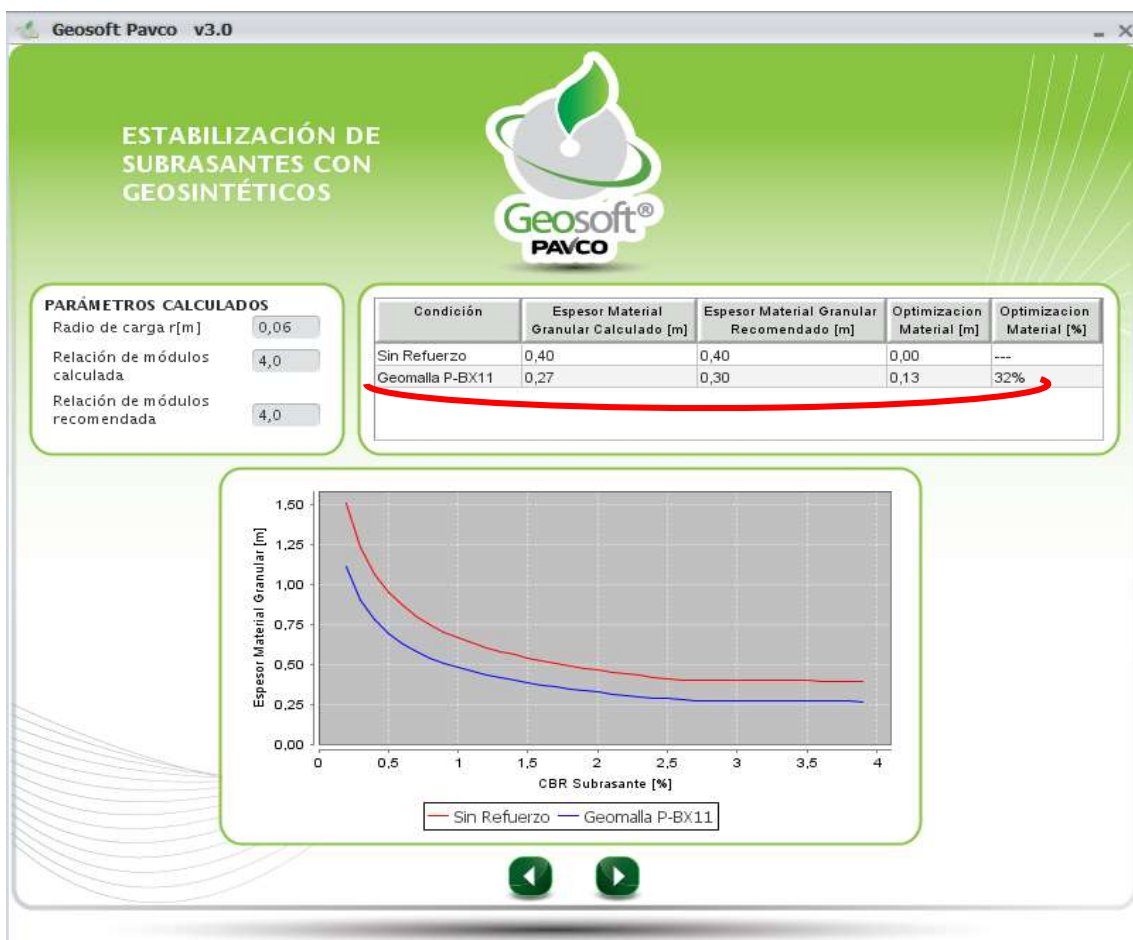 Geosoft Pavco v3.0
ESTABILIZACIÓN DE
SUBRASANTES CON
GEOSINTÉTICOS
Geosoft®
PAVCO
PARÁMETROS CALCULADOS
Radio de carga r[m] 0,06
Relación de módulos
calculada 4,0
Relación de módulos
recomendada 4,0
Condición Espesor Material Granular Calculado [m] Espesor Material Granular Recomendado [m] Optimizacion Material [m] Optimizacion Material [%]
Sin Refuerzo 0,40 0,40 0,00 ---
Geomalla P-BX11 0,27 0,30 0,13 32%
Espesor Material Granular [m]
1,50
1,25
1,00
0,75
0,50
0,25
0,00
0 0,5 1 1,5 2 2,5 3 3,5 4
CBR Subrasante [%]
Sin Refuerzo Geomalla P-BX11